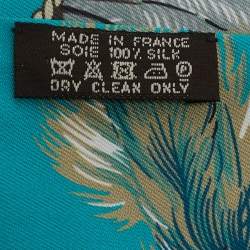 MADE IN FRANCE
SOIE 100% SILK
DRY CLEAN ONLY